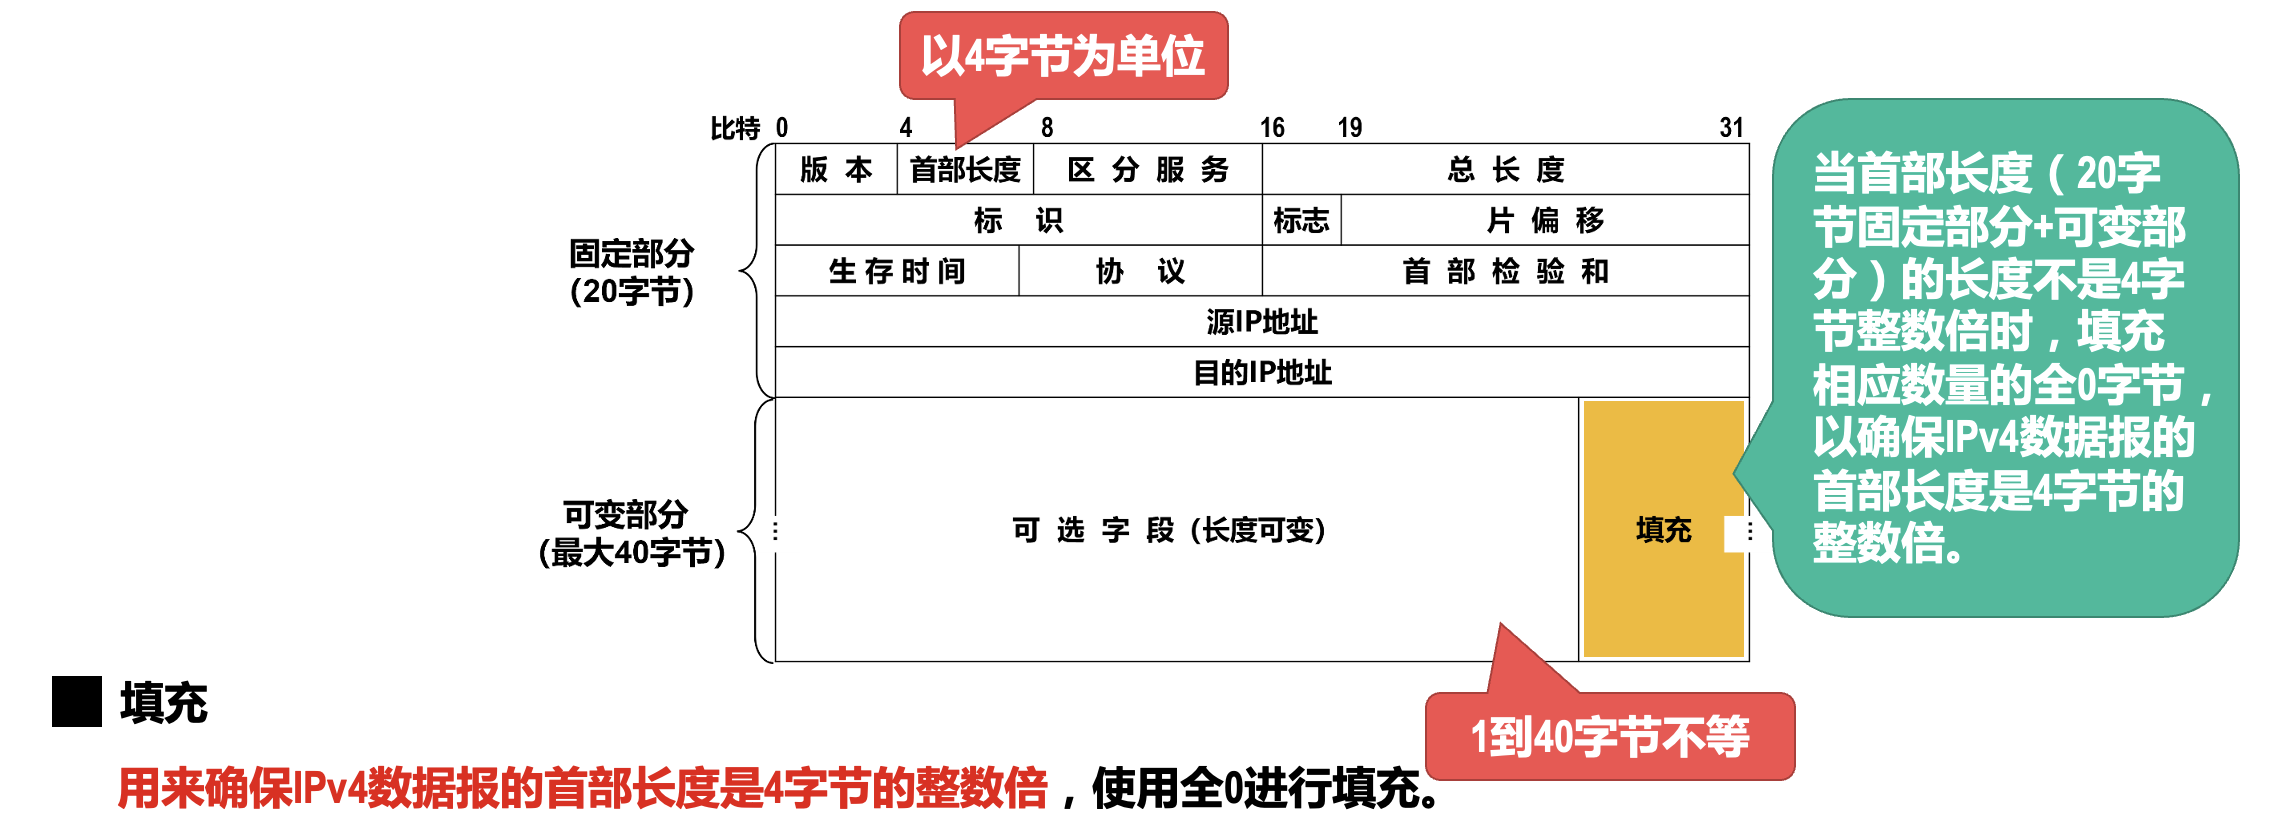 以4字节为单位
比特 0 4 8 16 19 31
版本 首部长度 区分服务 总长度
标识 标志 片偏移
生存时间 协议 首部检验和
源IP地址
目的IP地址
固定部分
（20字节）
可变部分
（最大40字节）
可选字段（长度可变）
填充
当首部长度（20字
节固定部分+可变部
分）的长度不是4字
节整数倍时，填充
相应数量的全0字节，
以确保IPv4数据报的
首部长度是4字节的
整数倍。
1到40字节不等
填充
用来确保IPv4数据报的首部长度是4字节的整数倍，使用全0进行填充。